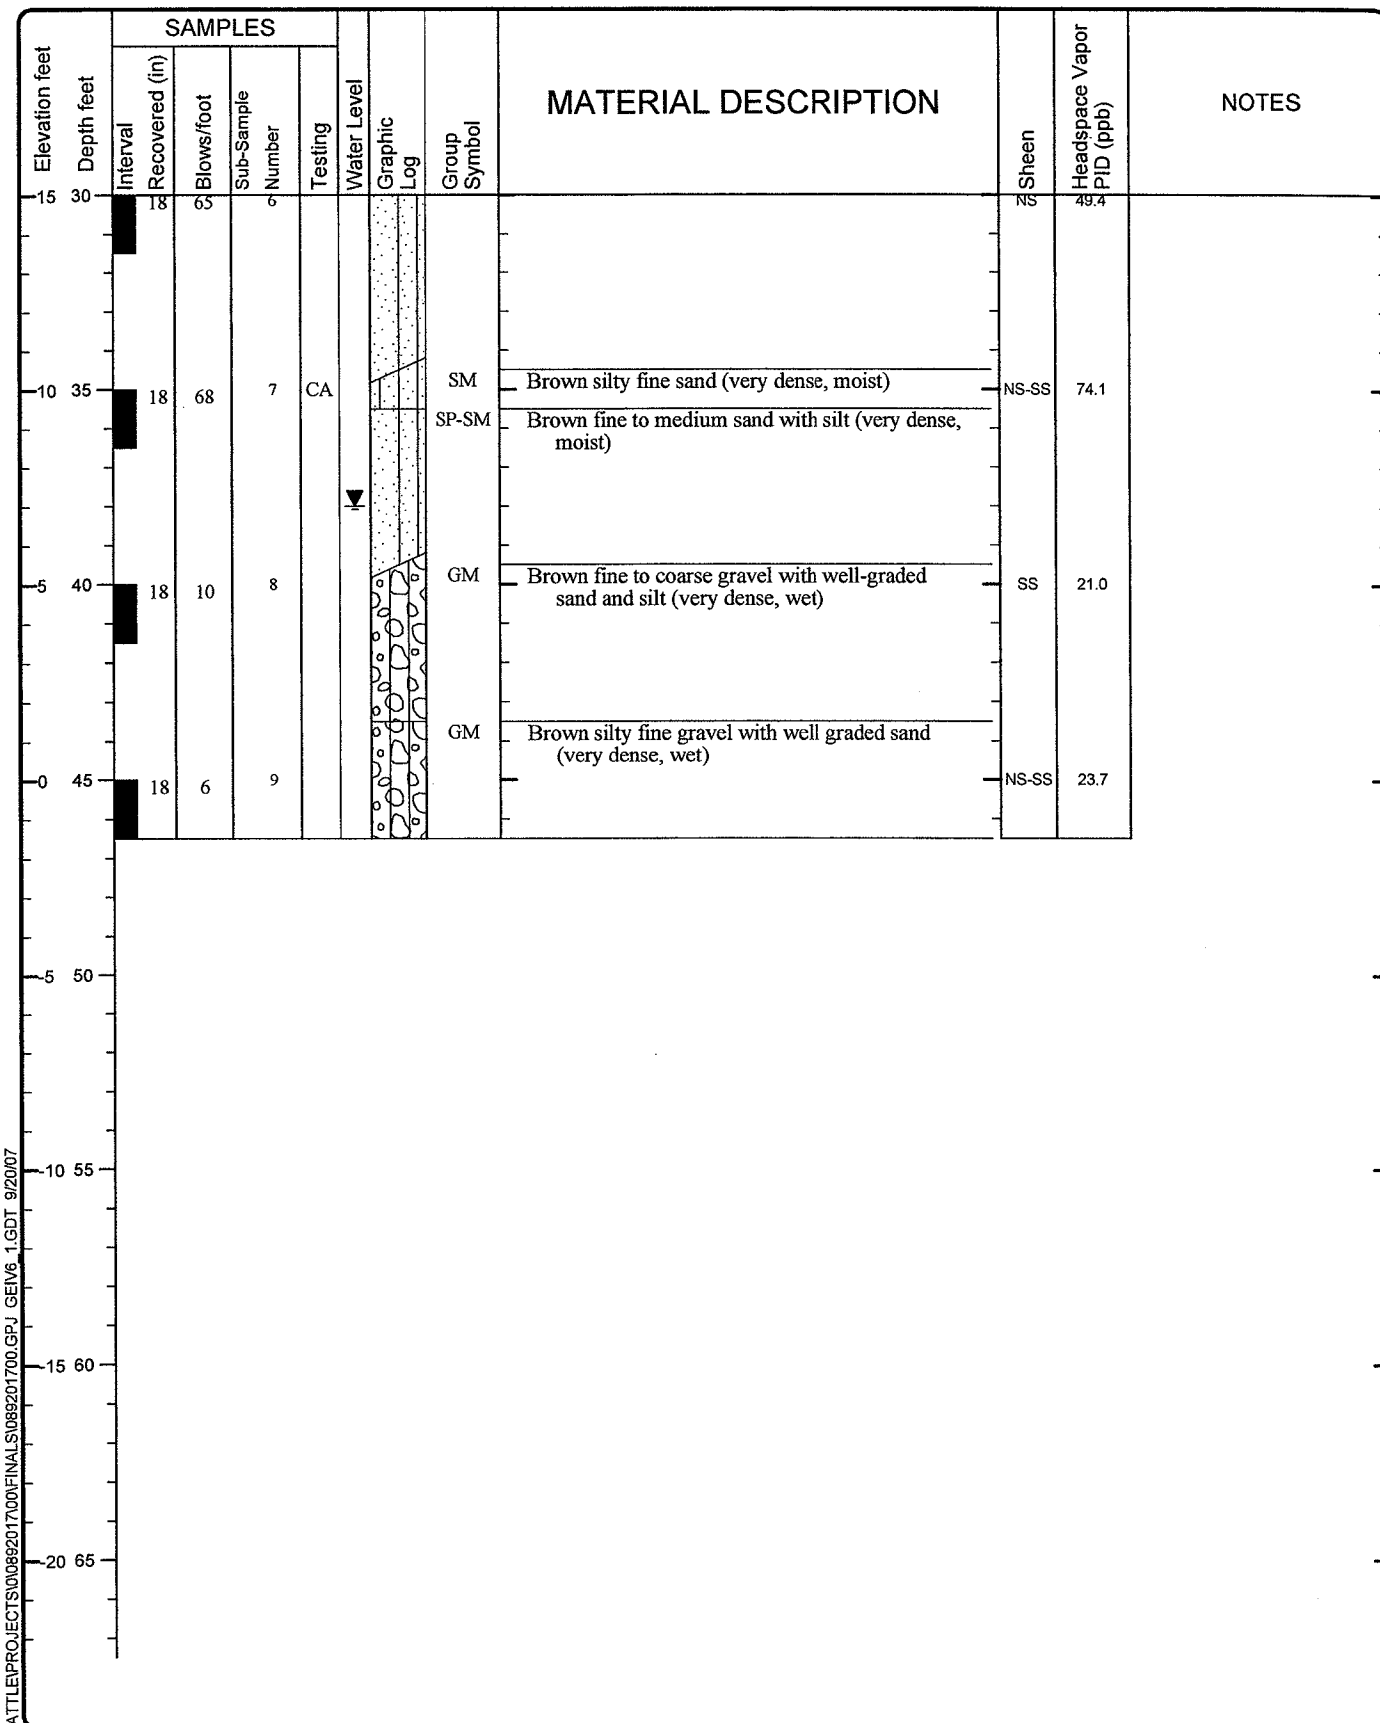 SAMPLES
Elevation feet
Depth feet
Interval
Recovered (in)
Blows/foot
Sub-Sample
Number
Testing
Water Level
Graphic
Log
Group
Symbol
MATERIAL DESCRIPTION
Sheen
Headspace Vapor
PID (ppb)
NOTES
15 30 18 65 6 NS 49.4
SM Brown silty fine sand (very dense, moist)
10 35 18 68 7 CA NS-SS 74.1
SP-SM Brown fine to medium sand with silt (very dense,
moist)
GM Brown fine to coarse gravel with well-graded
5 40 18 10 8 sand and silt (very dense, wet) SS 21.0
GM Brown silty fine gravel with well graded sand
(very dense, wet)
0 45 18 6 9 NS-SS 23.7
-5 50
-10 55
-15 60
-20 65
ATTLE\PROJECTS\0\0892017\00\FINALS\089201700.GPJ GEIV6_1.GDT 9/20/07